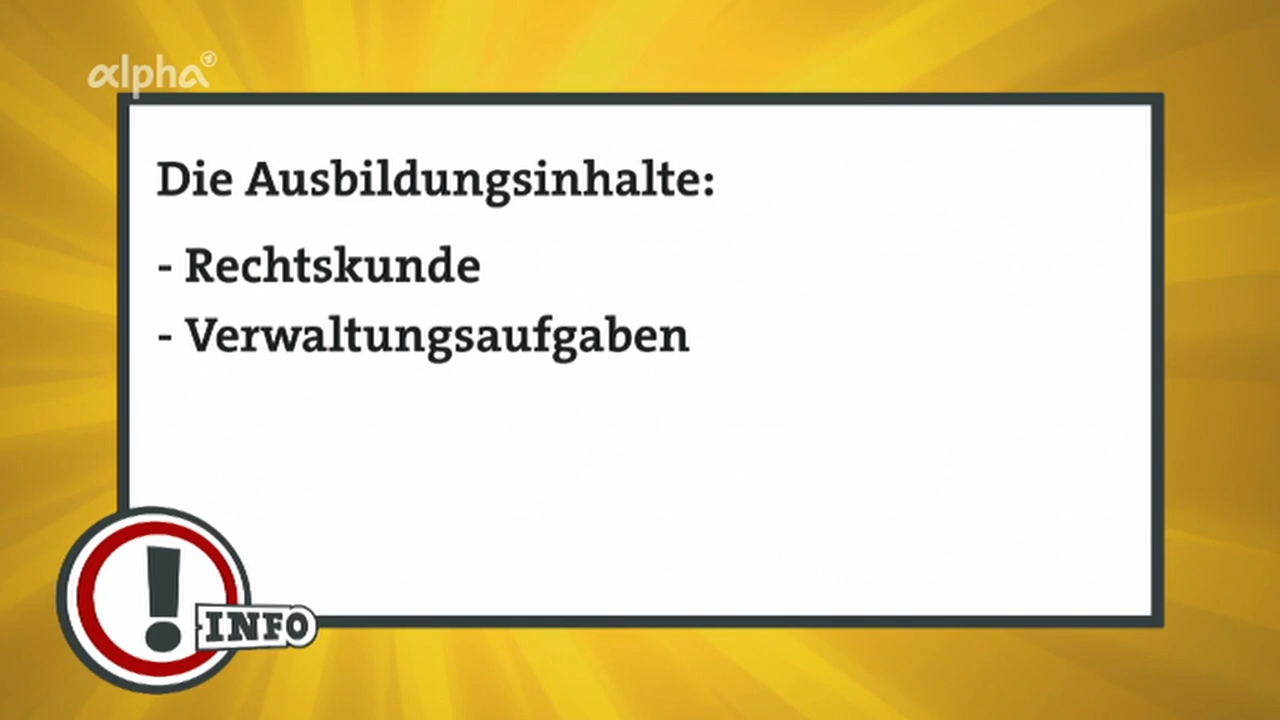 alpha
Die Ausbildungsinhalte:
- Rechtskunde
- Verwaltungsaufgaben
INFO